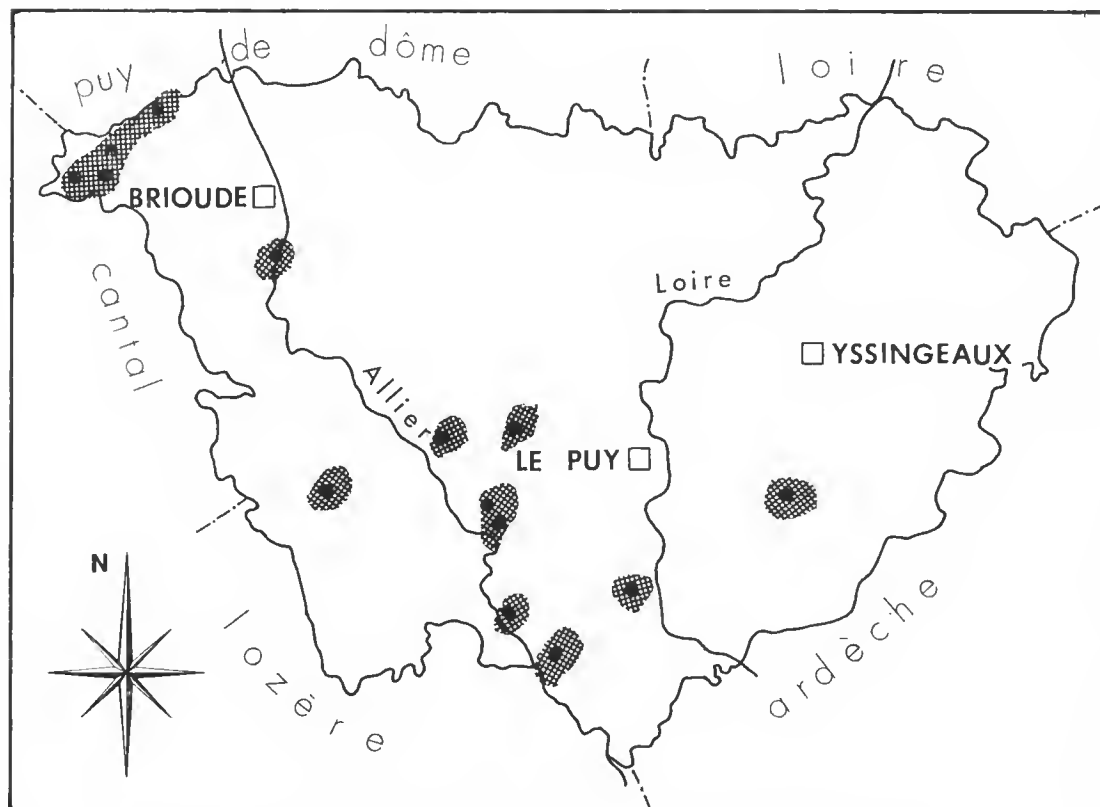 puy de dôme loire
BRIOUDE
cantal
Loire
YSSINGEAUX
Allier
LE PUY
N
lozère
ardèche